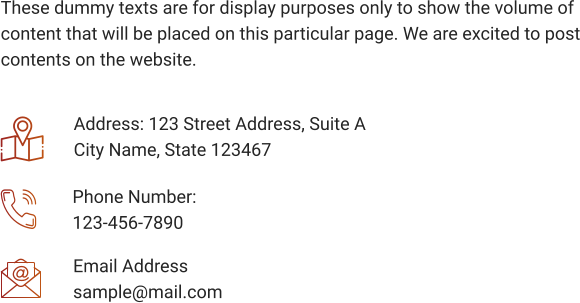 These dummy texts are for display purposes only to show the volume of
content that will be placed on this particular page. We are excited to post
contents on the website.
Address: 123 Street Address, Suite A
City Name, State 123467
Phone Number:
123-456-7890
@
Email Address
sample@mail.com